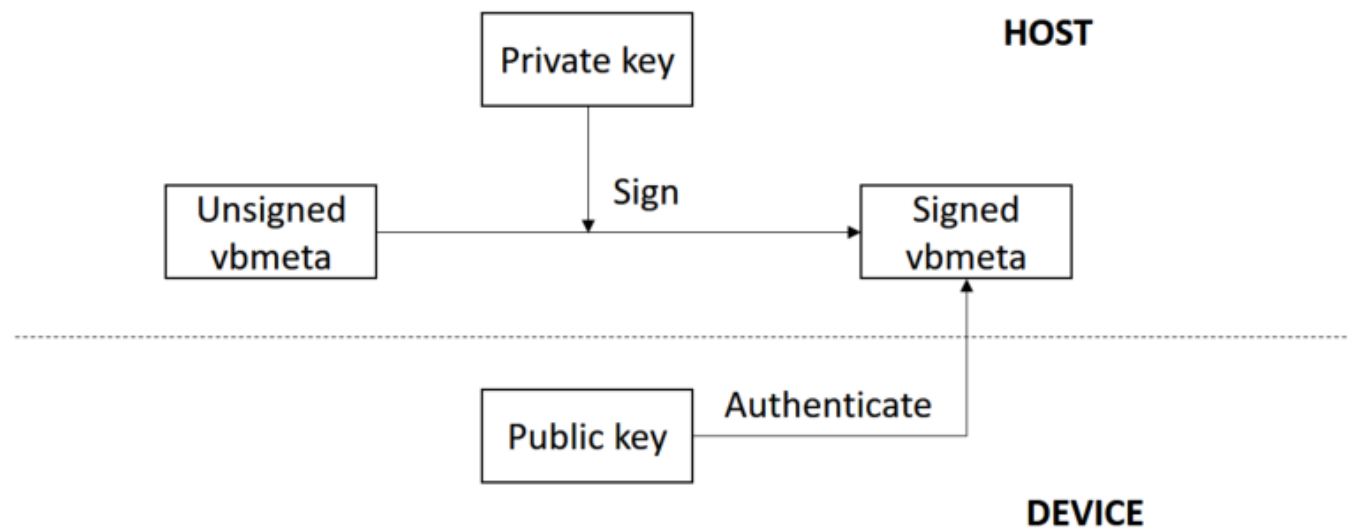 HOST
Private key
Sign
Unsigned
vbmeta
Signed
vbmeta
Authenticate
Public key
DEVICE